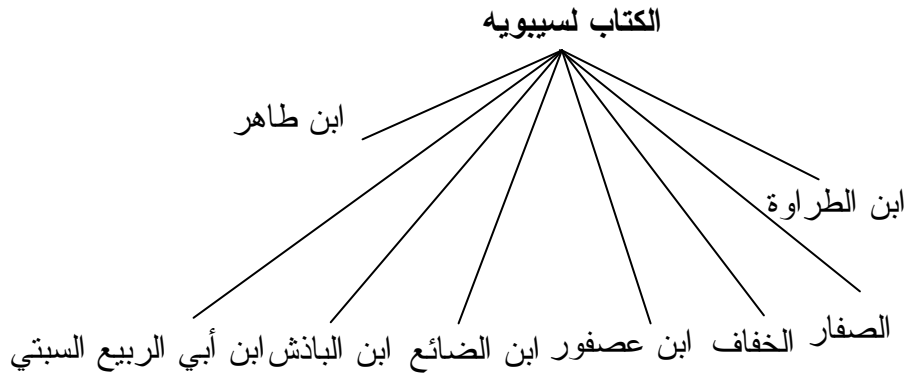 الكتاب لسيبويه
ابن طاهر
ابن الطراوة
الصفار
الخفاف
ابن عصفور
ابن الضائع
ابن الباذش
ابن أبي الربيع السبتي